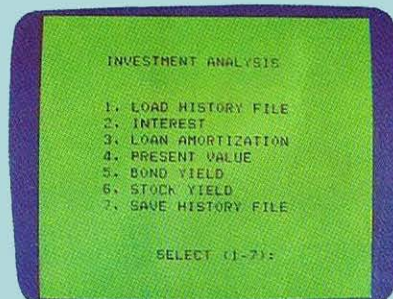 INVESTMENT ANALYSIS
1. LOAD HISTORY FILE
2. INTEREST
3. LOAN AMORTIZATION
4. PRESENT VALUE
5. BOND YIELD
6. STOCK YIELD
7. SAVE HISTORY FILE
SELECT (1-7):